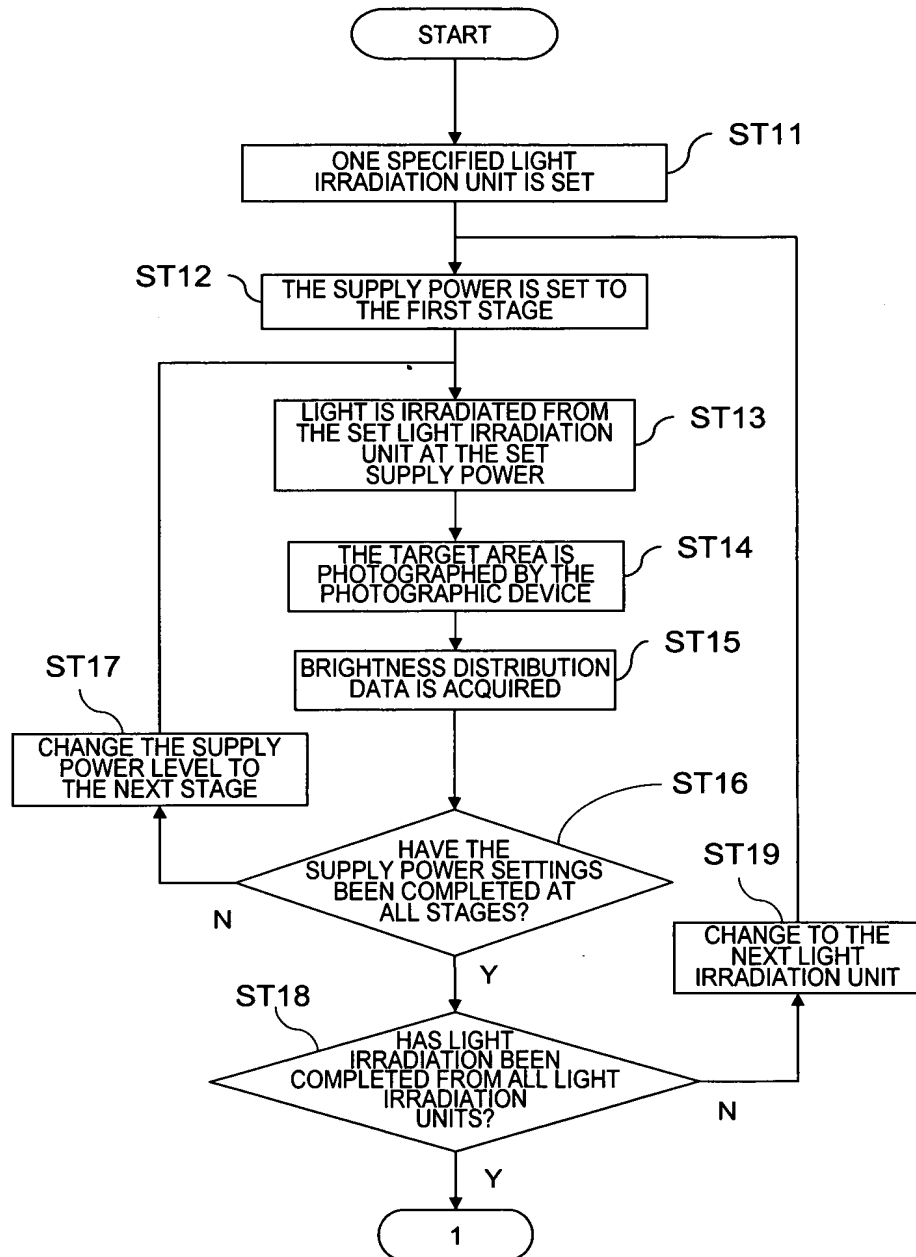 START
ST11
ONE SPECIFIED LIGHT
IRRADIATION UNIT IS SET
ST12
THE SUPPLY POWER IS SET TO
THE FIRST STAGE
LIGHT IS IRRADIATED FROM
THE SET LIGHT IRRADIATION
UNIT AT THE SET
SUPPLY POWER
ST13
THE TARGET AREA IS
PHOTOGRAPHED BY THE
PHOTOGRAPHIC DEVICE
ST14
ST15
BRIGHTNESS DISTRIBUTION
DATA IS ACQUIRED
ST17
CHANGE THE SUPPLY
POWER LEVEL TO
THE NEXT STAGE
ST16
HAVE THE
SUPPLY POWER SETTINGS
BEEN COMPLETED AT
ALL STAGES?
N
Y
ST19
CHANGE TO THE
NEXT LIGHT
IRRADIATION UNIT
ST18
HAS LIGHT
IRRADIATION BEEN
COMPLETED FROM ALL LIGHT
IRRADIATION
UNITS?
N
Y
1